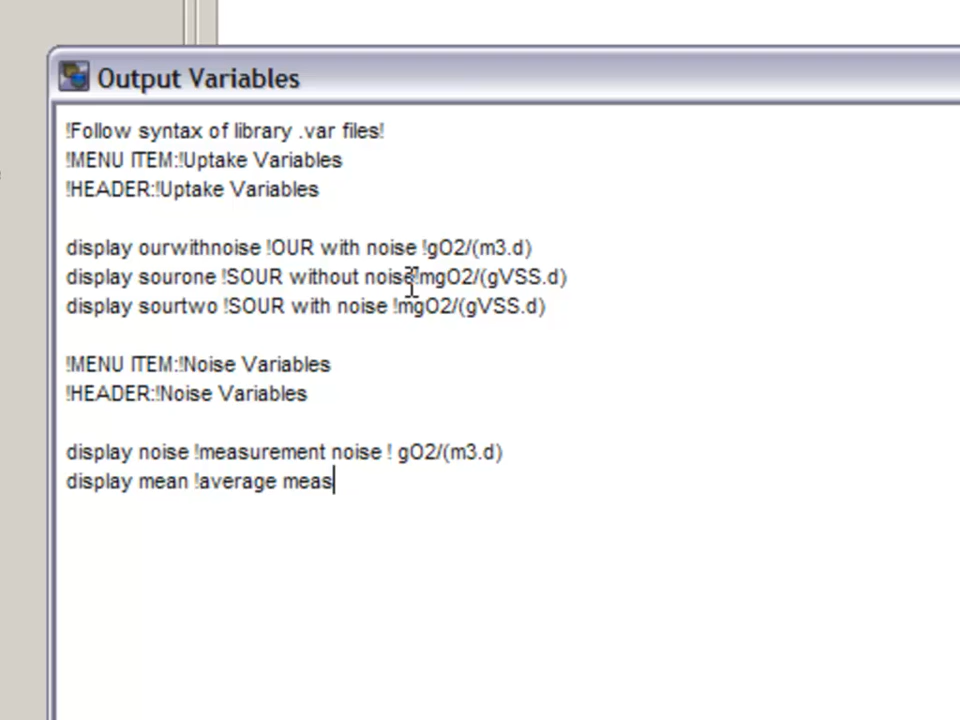 Output Variables
!Follow syntax of library .var files!
!MENU ITEM:!Uptake Variables
!HEADER:!Uptake Variables
display ourwithnoise !OUR with noise !gO2/(m3.d)
display sourone !SOUR without noise!mgO2/(gVSS.d)
display sourtwo !SOUR with noise !mgO2/(gVSS.d)
!MENU ITEM:!Noise Variables
!HEADER:!Noise Variables
display noise !measurement noise ! gO2/(m3.d)
display mean !average meas